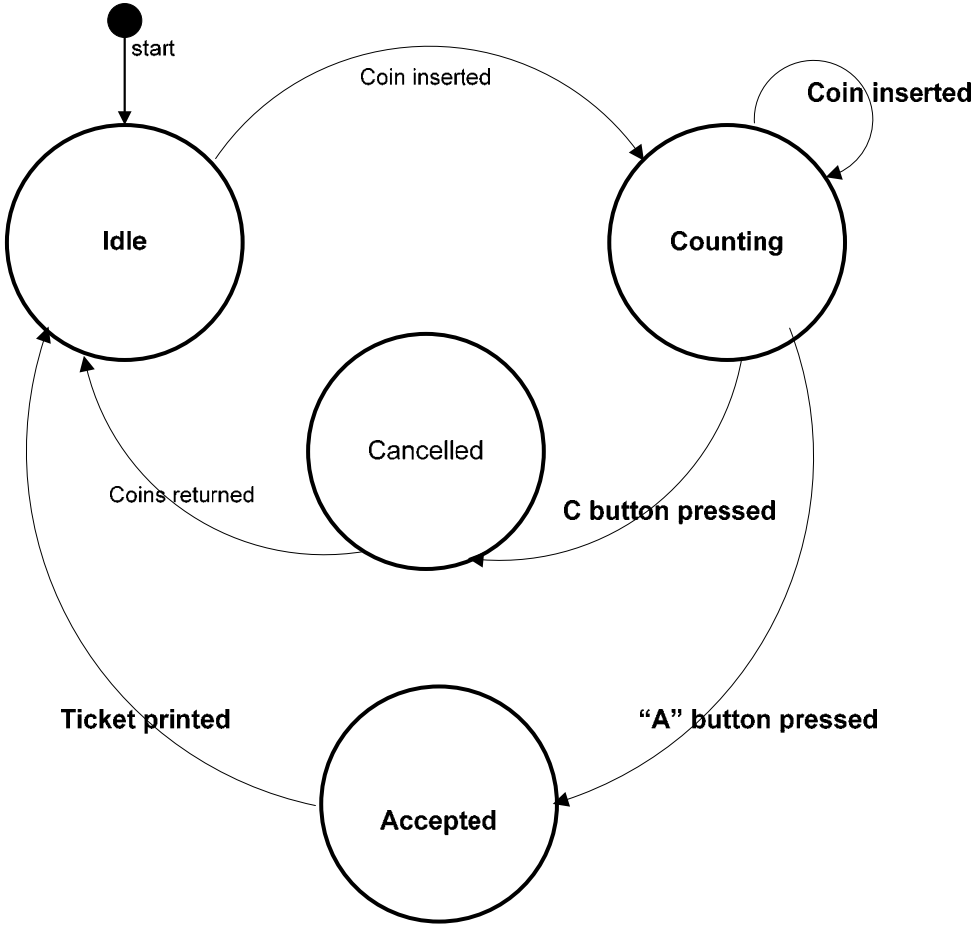 start
Coin inserted
Coin inserted
Idle
Counting
Cancelled
Coins returned
C button pressed
Ticket printed
“A” button pressed
Accepted